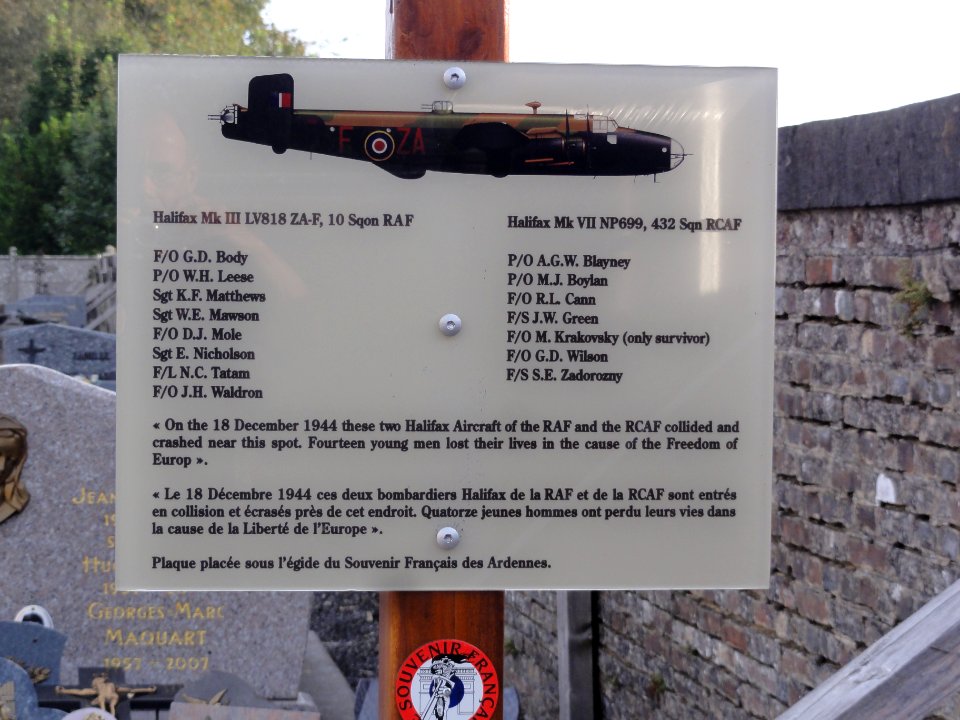 F ZA
Halifax Mk III LV818 ZA-F, 10 Sqon RAF
F/O G.D. Body
P/O W.H. Leese
Sgt K.F. Matthews
Sgt W.E. Mawson
F/O D.J. Mole
Sgt E. Nicholson
F/L N.C. Tatam
F/O J.H. Waldron
Halifax Mk VII NP699, 432 Sqn RCAF
P/O A.G.W. Blayney
P/O M.J. Boylan
F/O R.L. Cann
F/S J.W. Green
F/O M. Krakovsky (only survivor)
F/O G.D. Wilson
F/S S.E. Zadorozny
« On the 18 December 1944 these two Halifax Aircraft of the RAF and the RCAF collided and
crashed near this spot. Fourteen young men lost their lives in the cause of the Freedom of
Europ ».
« Le 18 Décembre 1944 ces deux bombardiers Halifax de la RAF et de la RCAF sont entrés
en collision et écrasés près de cet endroit. Quatorze jeunes hommes ont perdu leurs vies dans
la cause de la Liberté de l'Europe ».
Plaque placée sous l'égide du Souvenir Français des Ardennes.
GEORGES MARC
MAQUART
1957 - 2007
SOUVENIR FRANÇAIS